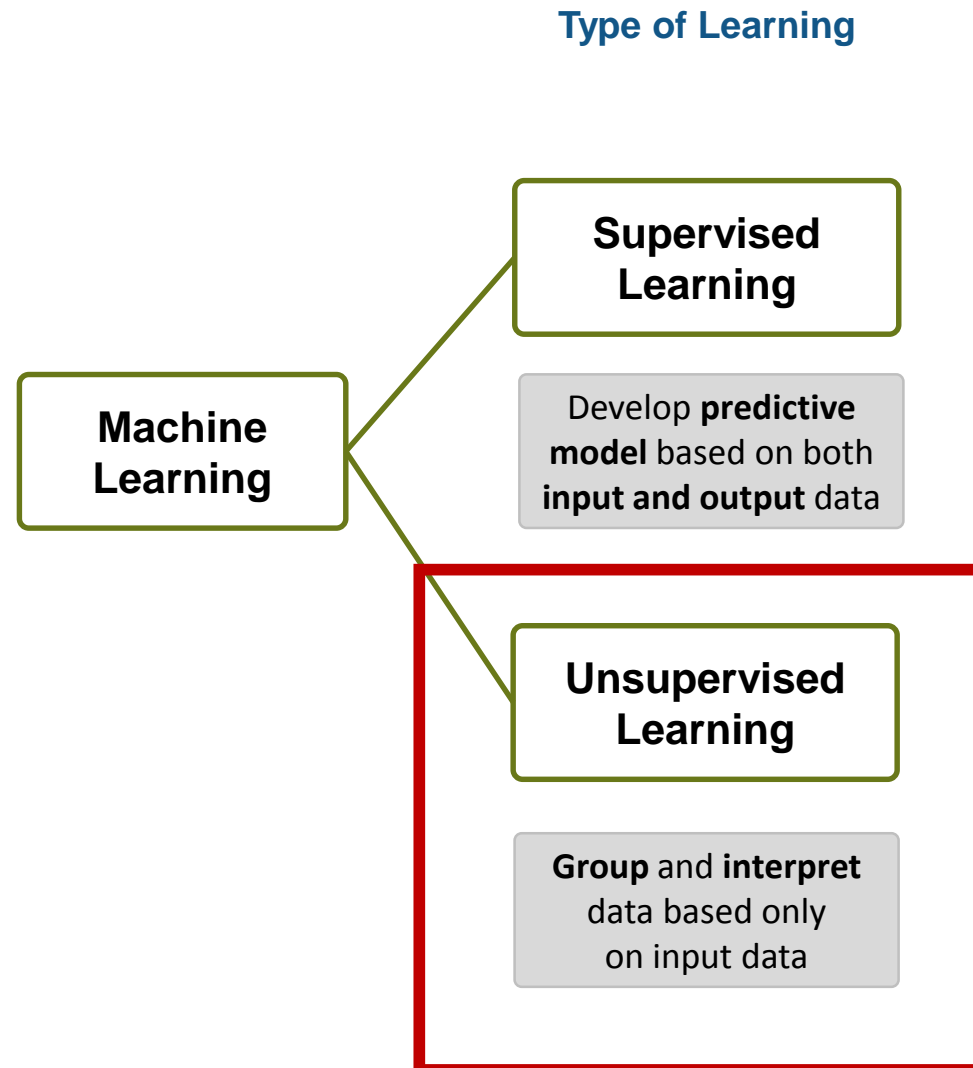 Type of Learning
Supervised
Learning
Machine
Learning
Develop predictive
model based on both
input and output data
Unsupervised
Learning
Group and interpret
data based only
on input data